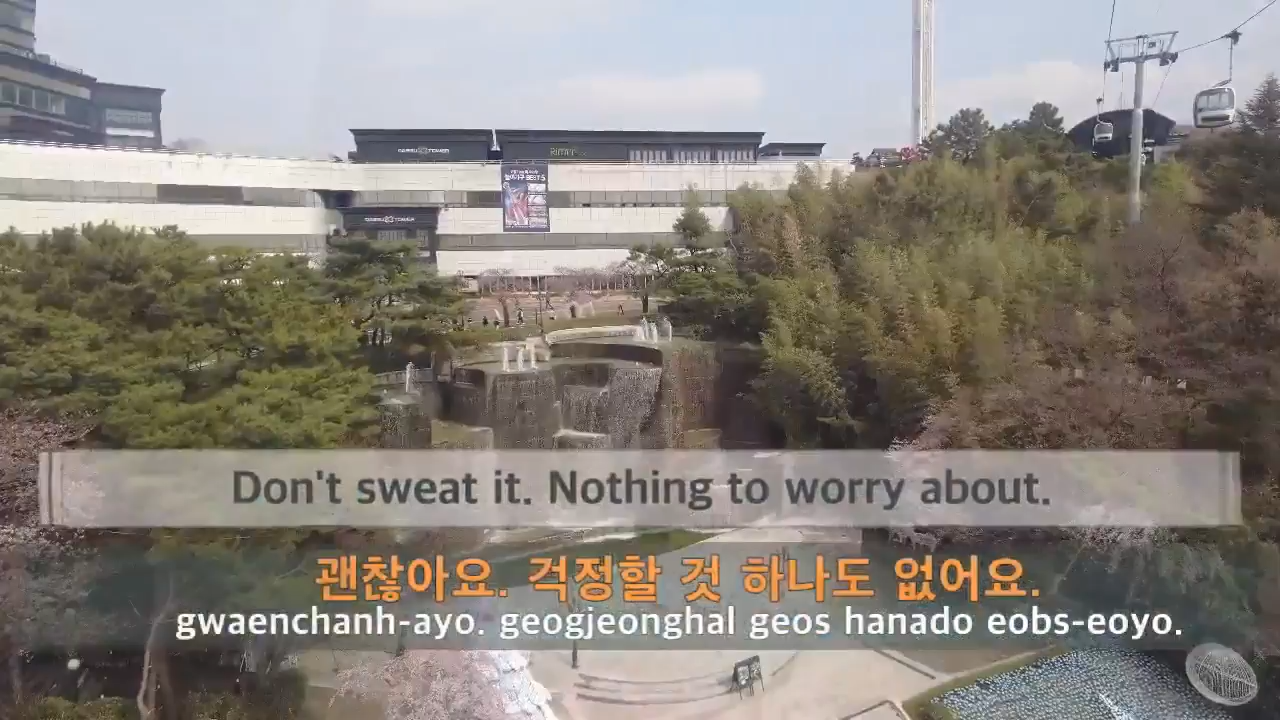 Don't sweat it. Nothing to worry about.
괜찮아요. 걱정할 것 하나도 없어요.
gwaenchanh-ayo. geogjeonghal geos hanado eobs-eoyo.